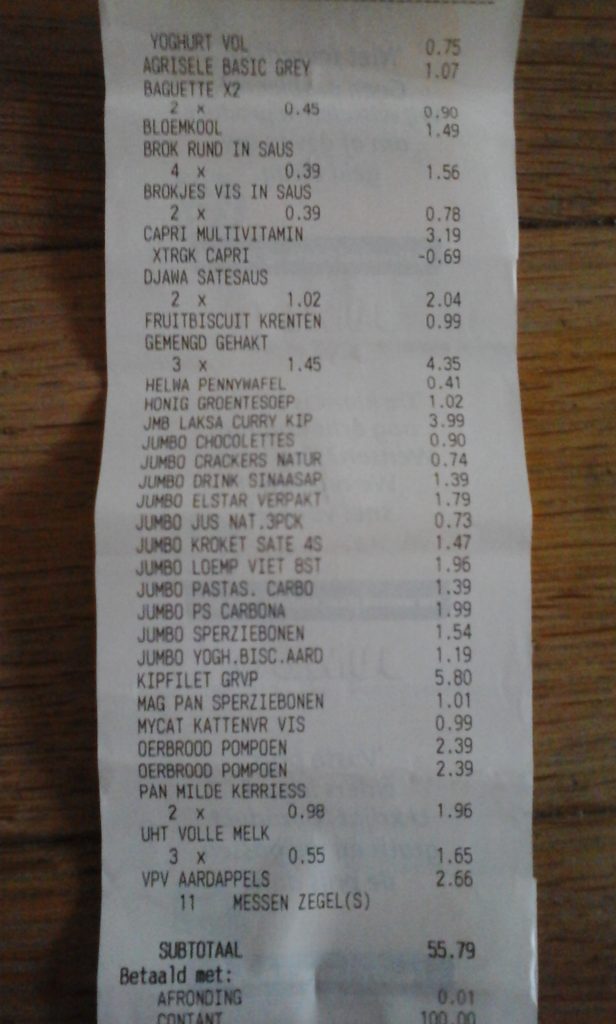 YOGHURT VOL 0.75
AGRISELE BASIC GREY 1.07
BAGUETTE X2
2 x 0.45 0.90
BLOEMKOOL 1.49
BROK RUND IN SAUS
4 x 0.39 1.56
BROKJES VIS IN SAUS
2 x 0.39 0.78
CAPRI MULTIVITAMIN 3.19
XTRGK CAPRI -0.69
DJAWA SATESAUS
2 x 1.02 2.04
FRUITBISCUIT KRENTEN 0.99
GEMENGD GEHAKT
3 x 1.45 4.35
HELWA PENNYWAFEL 0.41
HONIG GROENTESOEP 1.02
JMB LAKSA CURRY KIP 3.99
JUMBO CHOCOLETTES 0.90
JUMBO CRACKERS NATUR 0.74
JUMBO DRINK SINAASAP 1.39
JUMBO ELSTAR VERPAKT 1.79
JUMBO JUS NAT.3PCK 0.73
JUMBO KROKET SATE 4S 1.47
JUMBO LOEMP VIET 8ST 1.96
JUMBO PASTAS. CARBO 1.39
JUMBO PS CARBONA 1.99
JUMBO SPERZIEBONEN 1.54
JUMBO YOGH.BISC.AARD 1.19
KIPFILET GRVP 5.80
MAG PAN SPERZIEBONEN 1.01
MYCAT KATTENVR VIS 0.99
OERBROOD POMPOEN 2.39
OERBROOD POMPOEN 2.39
PAN MILDE KERRIESS
2 x 0.98 1.96
UHT VOLLE MELK
3 x 0.55 1.65
VPV AARDAPPELS 2.66
11 MESSEN ZEGEL(S)
SUBTOTAAL 55.79
Betaald met:
AFRONDING 0.01
CONTANT 100.00